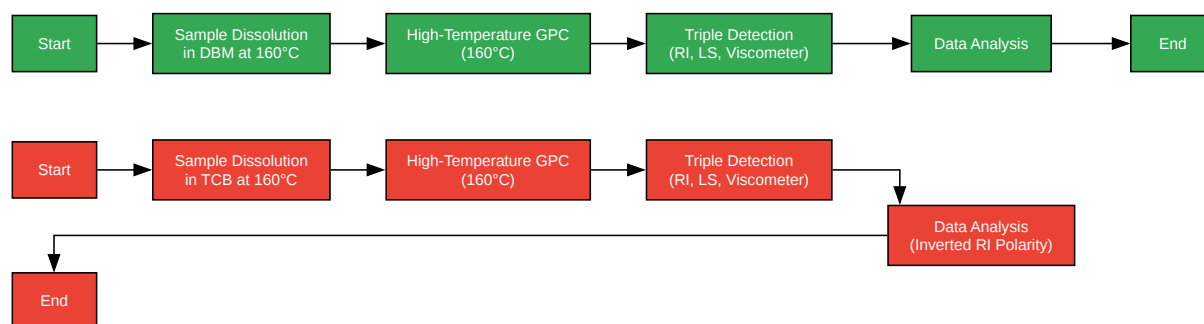 Start
Sample Dissolution
in DBM at 160°C
High-Temperature GPC
(160°C)
Triple Detection
(RI, LS, Viscometer)
Data Analysis
End
Start
Sample Dissolution
in TCB at 160°C
High-Temperature GPC
(160°C)
Triple Detection
(RI, LS, Viscometer)
Data Analysis
(Inverted RI Polarity)
End